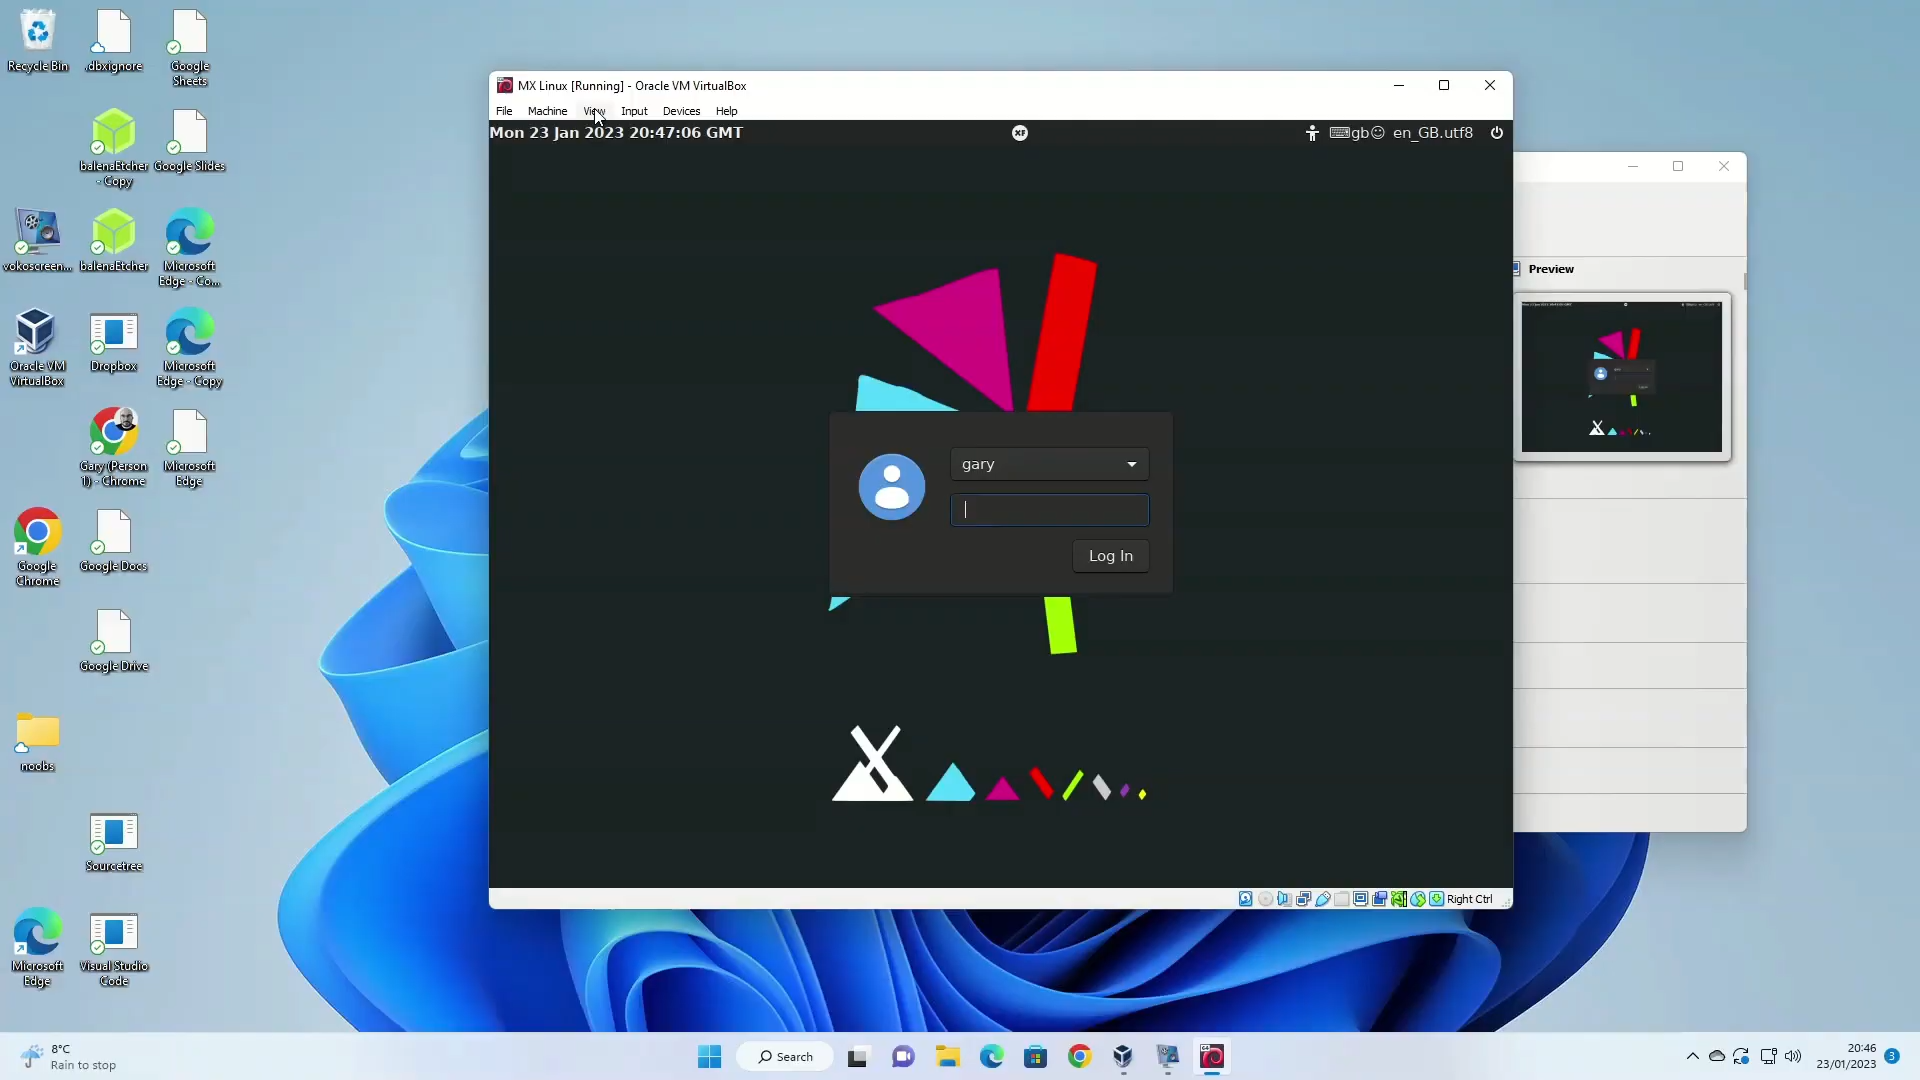 Recycle Bin
.dbxignore
Google
Sheets
balenaEtcher
- Copy
Google Slides
vokoscreen...
balenaEtcher
Microsoft
Edge - Co...
Oracle VM
VirtualBox
Dropbox
Microsoft
Edge - Copy
Gary (Person
1) - Chrome
Microsoft
Edge
Google
Chrome
Google Docs
Google Drive
noobs
Sourcetree
Microsoft
Edge
Visual Studio
Code
MX Linux [Running] - Oracle VM VirtualBox
File Machine View Input Devices Help
Mon 23 Jan 2023 20:47:06 GMT
gb en_GB.utf8
gary
Log In
Right Ctrl
Preview
8°C
Rain to stop
Search
20:46
23/01/2023
3